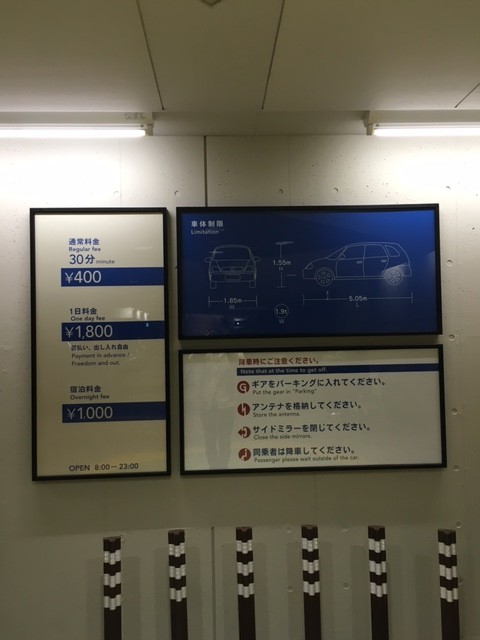 通常料金
Regular fee
30分 minute
¥400
1日料金
One day fee
¥1,800
前払い、出し入れ自由
Payment in advance /
Freedom end out.
宿泊料金
Overnight fee
¥1,000
OPEN 8:00-23:00
車体制限
Limitation
1.55m
H
1.85m
W
1.9t
W
5.05m
L
降車時にご注意ください。
Note that at the time to get off.
ギアをパーキングに入れてください。
Put the gear in "Parking"
アンテナを格納してください。
Store the antenna.
サイドミラーを閉じてください。
Close the side mirrors.
同乗者は降車してください。
Passenger please wait outside of the car.